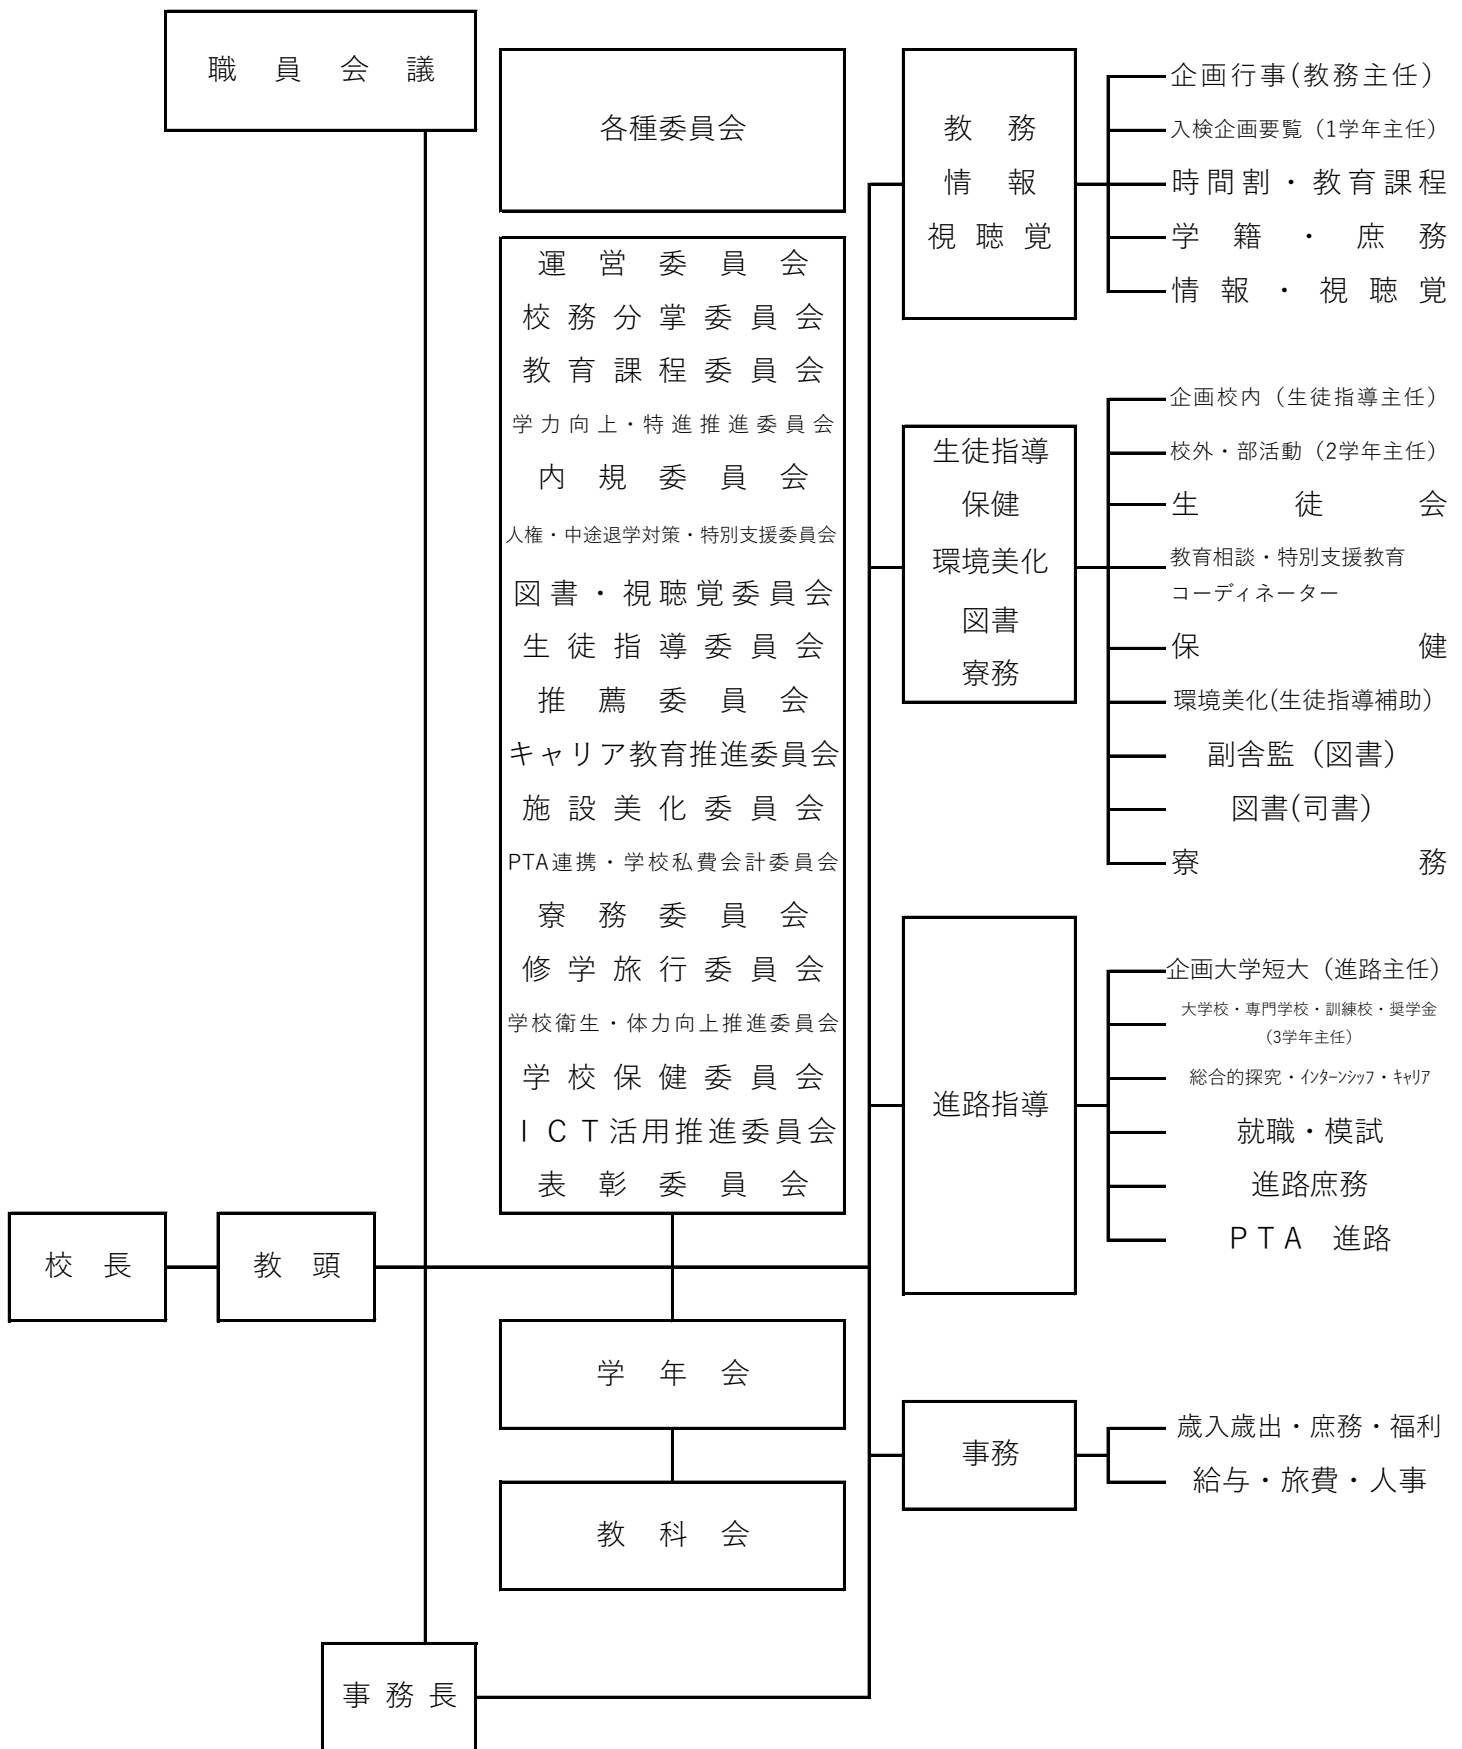 職員会議
各種委員会
運営委員会
校務分掌委員会
教育課程委員会
学力向上・特進推進委員会
内規委員会
人権・中途退学対策・特別支援委員会
図書・視聴覚委員会
生徒指導委員会
推薦委員会
キャリア教育推進委員会
施設美化委員会
PTA連携・学校私費会計委員会
寮務委員会
修学旅行委員会
学校衛生・体力向上推進委員会
学校保健委員会
ＩＣＴ活用推進委員会
表彰委員会
校長
教頭
学年会
教科会
事務長
教務
情報
視聴覚
企画行事(教務主任)
入検企画要覧（1学年主任）
時間割・教育課程
学籍・庶務
情報・視聴覚
生徒指導
保健
環境美化
図書
寮務
企画校内（生徒指導主任）
校外・部活動（2学年主任）
生徒会
教育相談・特別支援教育
コーディネーター
保健
環境美化(生徒指導補助)
副舎監（図書）
図書(司書)
寮務
進路指導
企画大学短大（進路主任）
大学校・専門学校・訓練校・奨学金
（3学年主任）
総合的探究・ｲﾝﾀｰﾝｼｯﾌ・ｷｬﾘｱ
就職・模試
進路庶務
ＰＴＡ　進路
事務
歳入歳出・庶務・福利
給与・旅費・人事